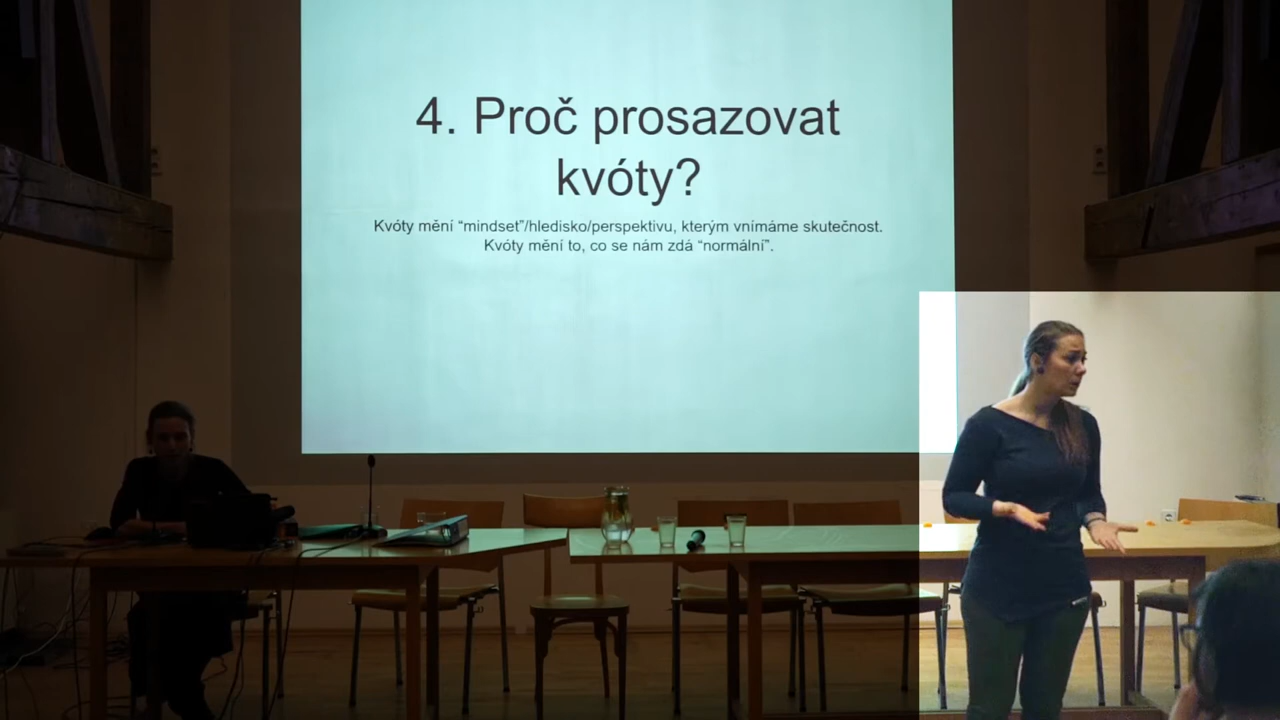 4. Proč prosazovat
kvóty?
Kvóty mění “mindset”/hledisko/perspektivu, kterým vnímáme skutečnost.
Kvóty mění to, co se nám zdá “normální”.